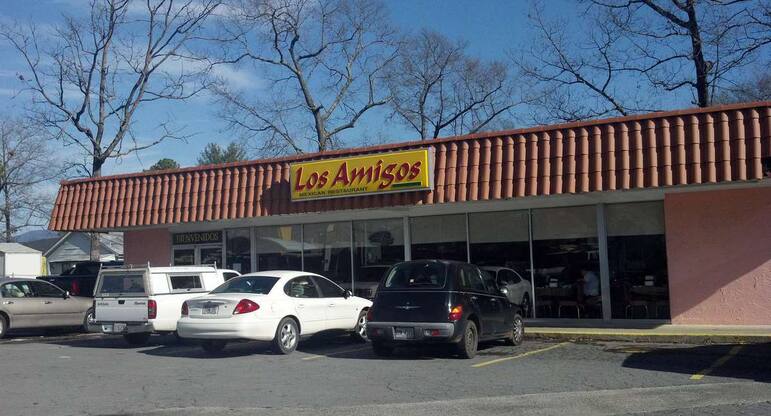 Los Amigos
MEXICAN RESTAURANT
BIENVENIDOS